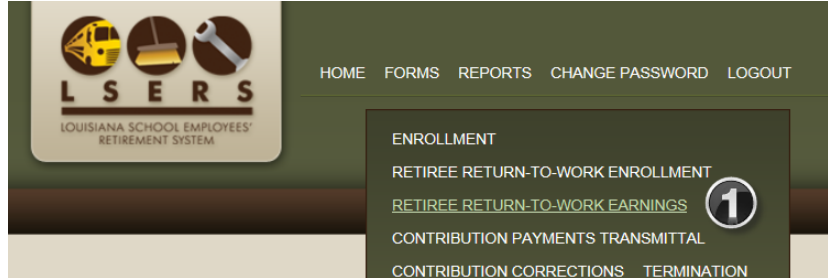 L S E R S
LOUISIANA SCHOOL EMPLOYEES'
RETIREMENT SYSTEM
HOME FORMS REPORTS CHANGE PASSWORD LOGOUT
ENROLLMENT
RETIREE RETURN-TO-WORK ENROLLMENT
RETIREE RETURN-TO-WORK EARNINGS 1
CONTRIBUTION PAYMENTS TRANSMITTAL
CONTRIBUTION CORRECTIONS TERMINATION